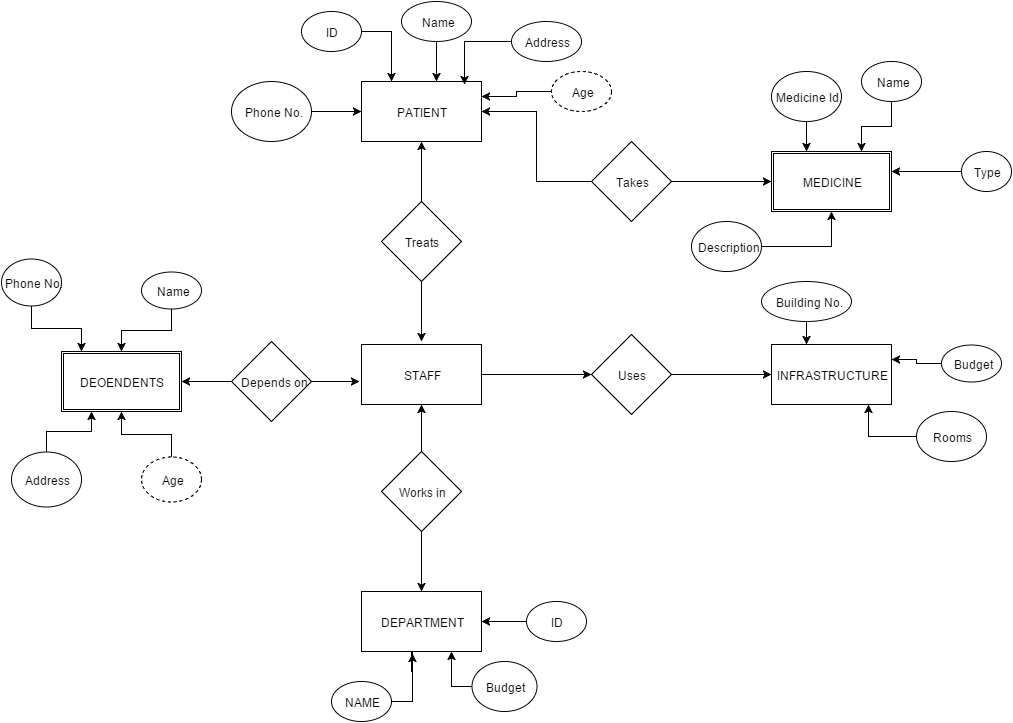 ID
Name
Address
Age
Phone No.
PATIENT
Medicine Id
Name
Takes
MEDICINE
Type
Treats
Description
Phone No.
Name
Building No.
DEOENDENTS
Depends on
STAFF
Uses
INFRASTRUCTURE
Budget
Rooms
Address
Age
Works in
DEPARTMENT
ID
NAME
Budget